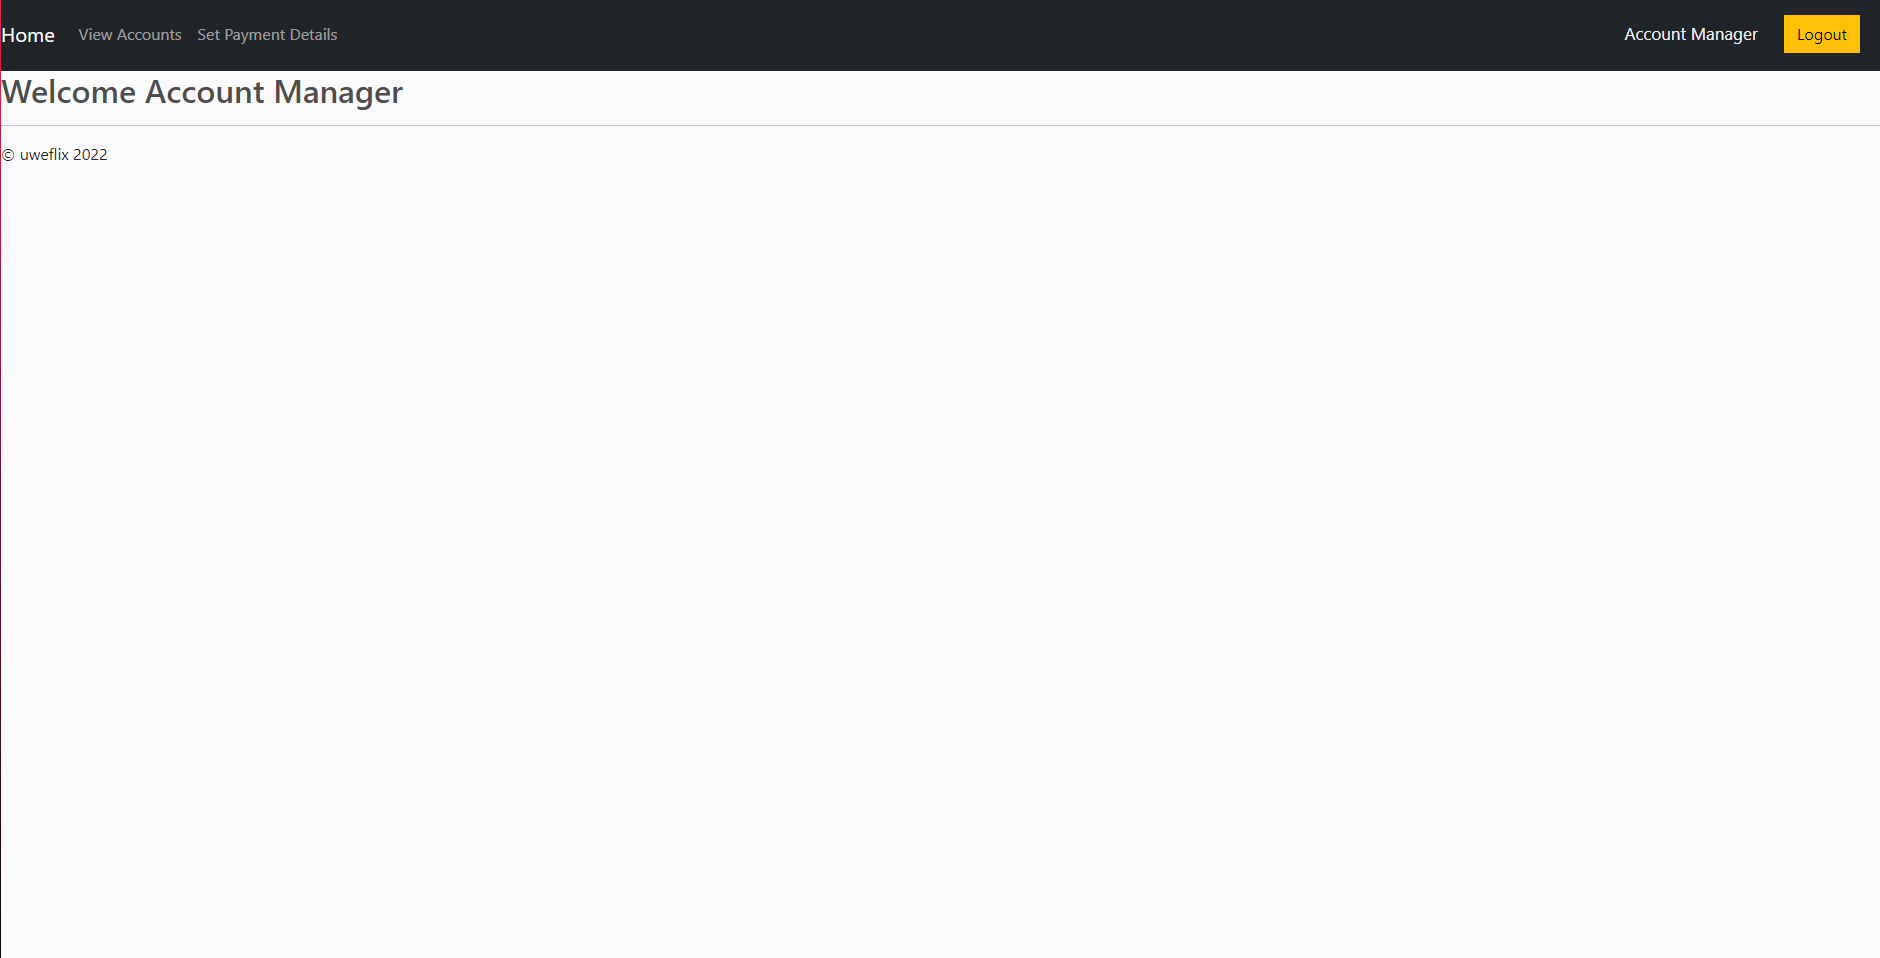 Home View Accounts Set Payment Details Account Manager Logout
Welcome Account Manager
© uweflix 2022